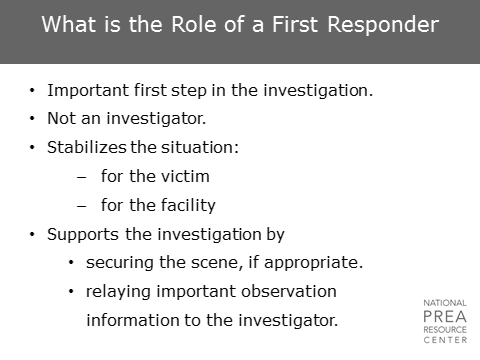 What is the Role of a First Responder
• Important first step in the investigation.
• Not an investigator.
• Stabilizes the situation:
– for the victim
– for the facility
• Supports the investigation by
• securing the scene, if appropriate.
• relaying important observation
information to the investigator.
NATIONAL
PREA
RESOURCE
CENTER